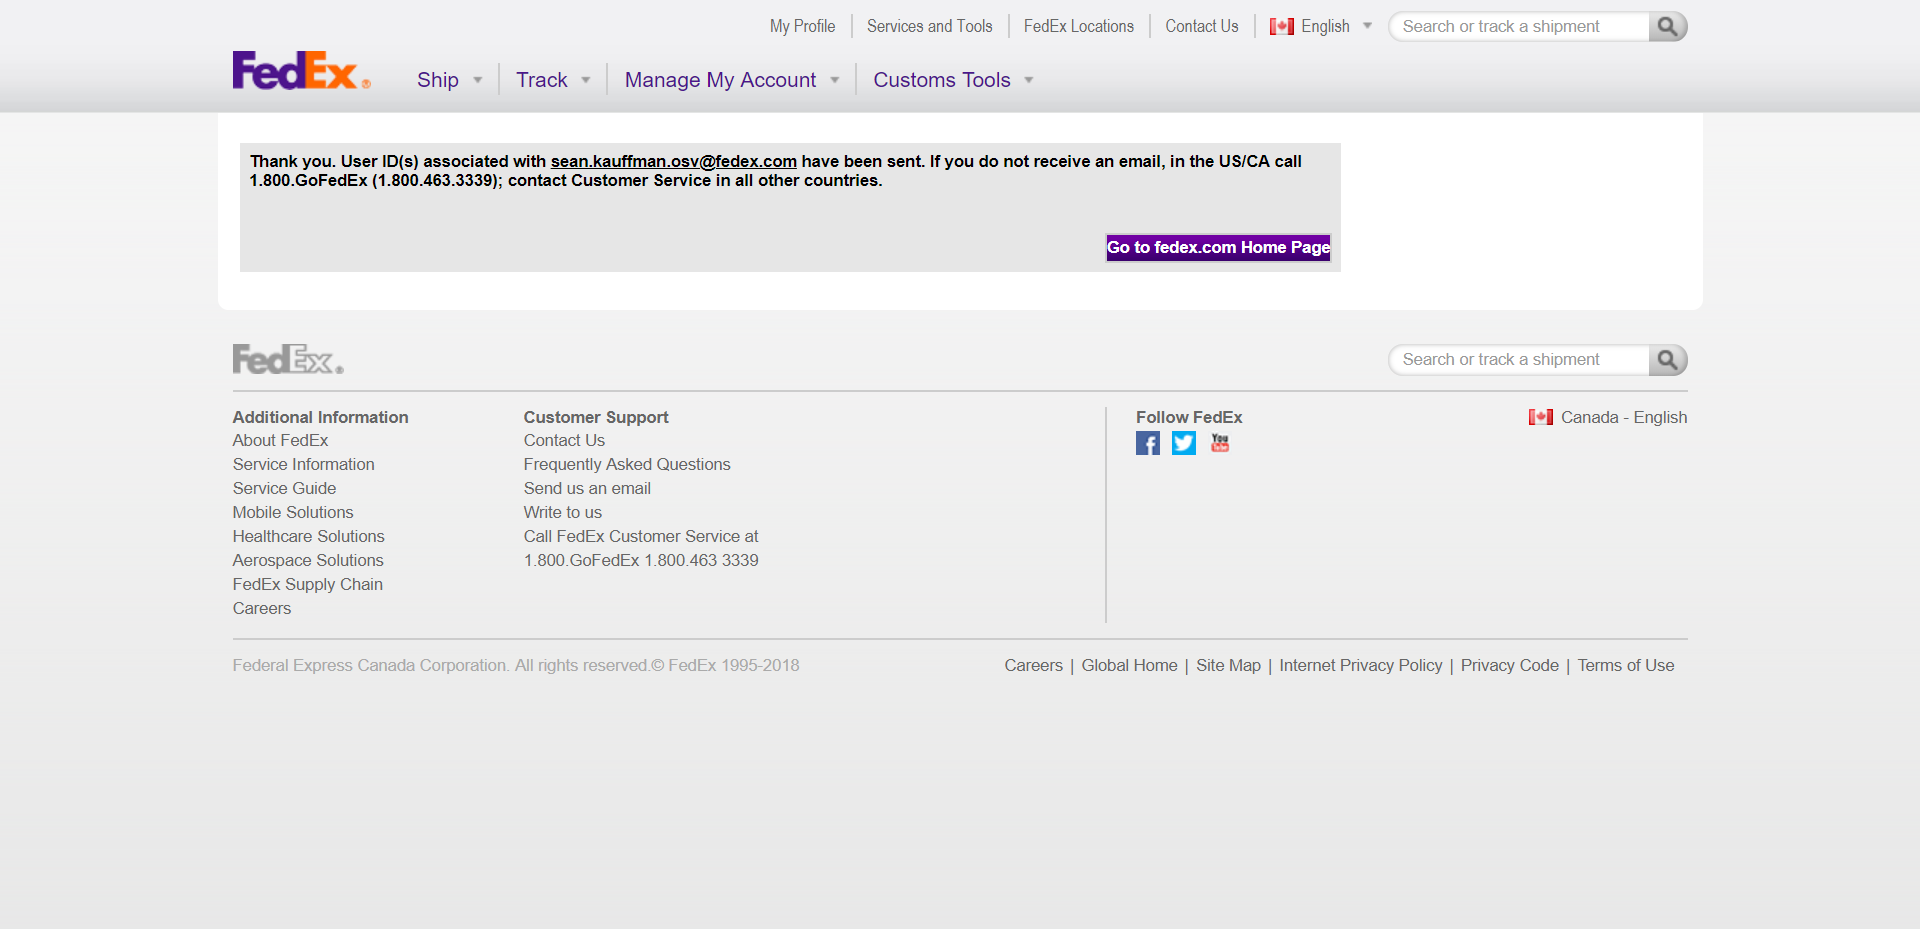 My Profile
Services and Tools
FedEx Locations
Contact Us
English
Search or track a shipment
FedEx®
Ship
Track
Manage My Account
Customs Tools
Thank you. User ID(s) associated with sean.kauffman.osv@fedex.com have been sent. If you do not receive an email, in the US/CA call
1.800.GoFedEx (1.800.463.3339); contact Customer Service in all other countries.
Go to fedex.com Home Page
FedEx®
Search or track a shipment
Additional Information
About FedEx
Service Information
Service Guide
Mobile Solutions
Healthcare Solutions
Aerospace Solutions
FedEx Supply Chain
Careers
Customer Support
Contact Us
Frequently Asked Questions
Send us an email
Write to us
Call FedEx Customer Service at
1.800.GoFedEx 1.800.463 3339
Follow FedEx
f
You
Tube
Canada - English
Federal Express Canada Corporation. All rights reserved.© FedEx 1995-2018
Careers | Global Home | Site Map | Internet Privacy Policy | Privacy Code | Terms of Use